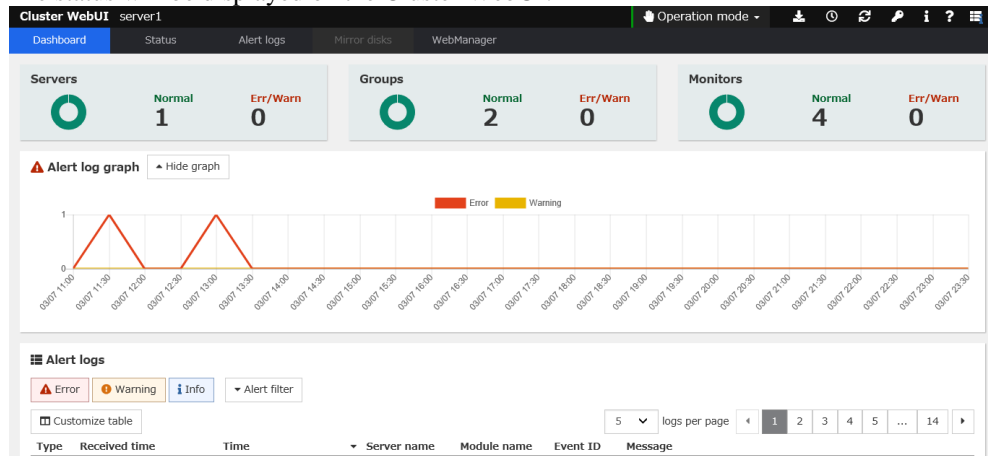 Cluster WebUI server1 Operation mode
Dashboard Status Alert logs Mirror disks WebManager
Servers Groups Monitors
Normal Err/Warn Normal Err/Warn Normal Err/Warn
1 0 2 0 4 0
Alert log graph Hide graph
Error Warning
1
0
03/07 11:00 03/07 11:30 03/07 12:00 03/07 12:30 03/07 13:00 03/07 13:30 03/07 14:00 03/07 14:30 03/07 15:00 03/07 15:30 03/07 16:00 03/07 16:30 03/07 17:00 03/07 17:30 03/07 18:00 03/07 18:30 03/07 19:00 03/07 19:30 03/07 20:00 03/07 20:30 03/07 21:00 03/07 21:30 03/07 22:00 03/07 22:30 03/07 23:00 03/07 23:30
Alert logs
Error Warning Info Alert filter
Customize table 5 logs per page 1 2 3 4 5 ... 14
Type Received time Time Server name Module name Event ID Message